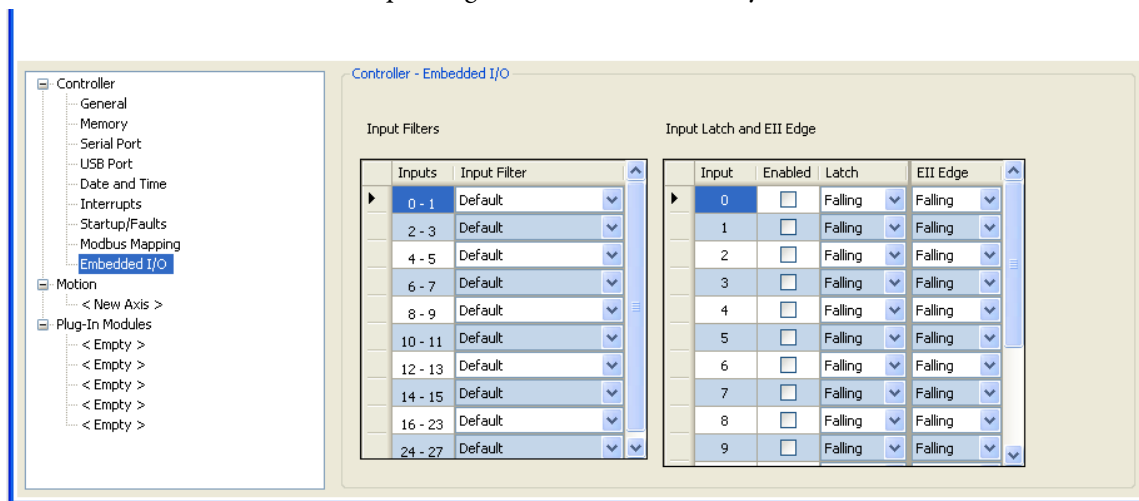 Controller
General
Memory
Serial Port
USB Port
Date and Time
Interrupts
Startup/Faults
Modbus Mapping
Embedded I/O
Motion
< New Axis >
Plug-In Modules
< Empty >
< Empty >
< Empty >
< Empty >
< Empty >
Controller - Embedded I/O
Input Filters
Inputs Input Filter
0 - 1 Default
2 - 3 Default
4 - 5 Default
6 - 7 Default
8 - 9 Default
10 - 11 Default
12 - 13 Default
14 - 15 Default
16 - 23 Default
24 - 27 Default
Input Latch and EII Edge
Input Enabled Latch EII Edge
0 Falling Falling
1 Falling Falling
2 Falling Falling
3 Falling Falling
4 Falling Falling
5 Falling Falling
6 Falling Falling
7 Falling Falling
8 Falling Falling
9 Falling Falling